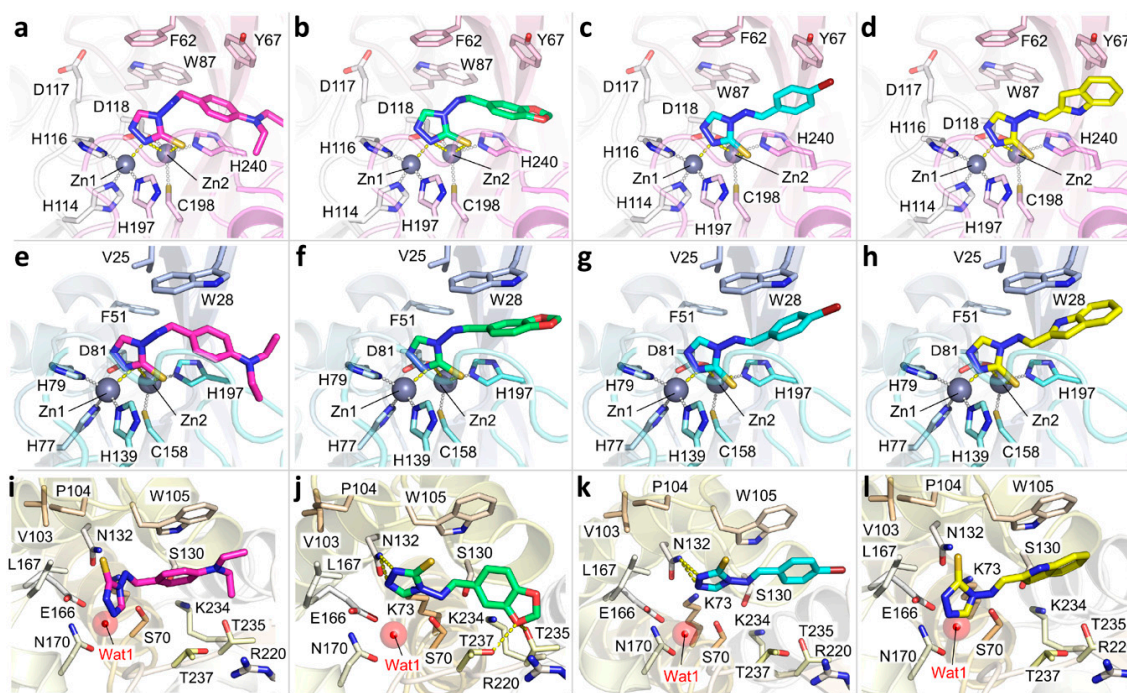 a
F62
Y67
W87
D117
D118
H116
H240
Zn1
Zn2
H114
C198
H197
b
F62
Y67
W87
D117
D118
H116
H240
Zn1
Zn2
H114
C198
H197
c
F62
Y67
W87
D117
D118
H116
H240
Zn1
Zn2
H114
C198
H197
d
F62
Y67
W87
D117
D118
H116
H240
Zn1
Zn2
H114
C198
H197
e
V25
W28
F51
D81
H79
H197
Zn1
Zn2
H77
C158
H139
f
V25
W28
F51
D81
H79
H197
Zn1
Zn2
H77
C158
H139
g
V25
W28
F51
D81
H79
H197
Zn1
Zn2
H77
C158
H139
h
V25
W28
F51
D81
H79
H197
Zn1
Zn2
H77
C158
H139
i
P104
W105
V103
N132
S130
L167
E166
K234
N170
S70
T235
Wat1
T237
R220
j
P104
W105
V103
N132
S130
L167
K73
E166
K234
N170
T237
T235
Wat1
S70
R220
k
P104
W105
V103
N132
L167
K73
S130
E166
K234
N170
S70
T235
Wat1
T237
R220
l
P104
W105
V103
N132
S130
L167
K73
E166
K234
N170
S70
T235
Wat1
T237
R220